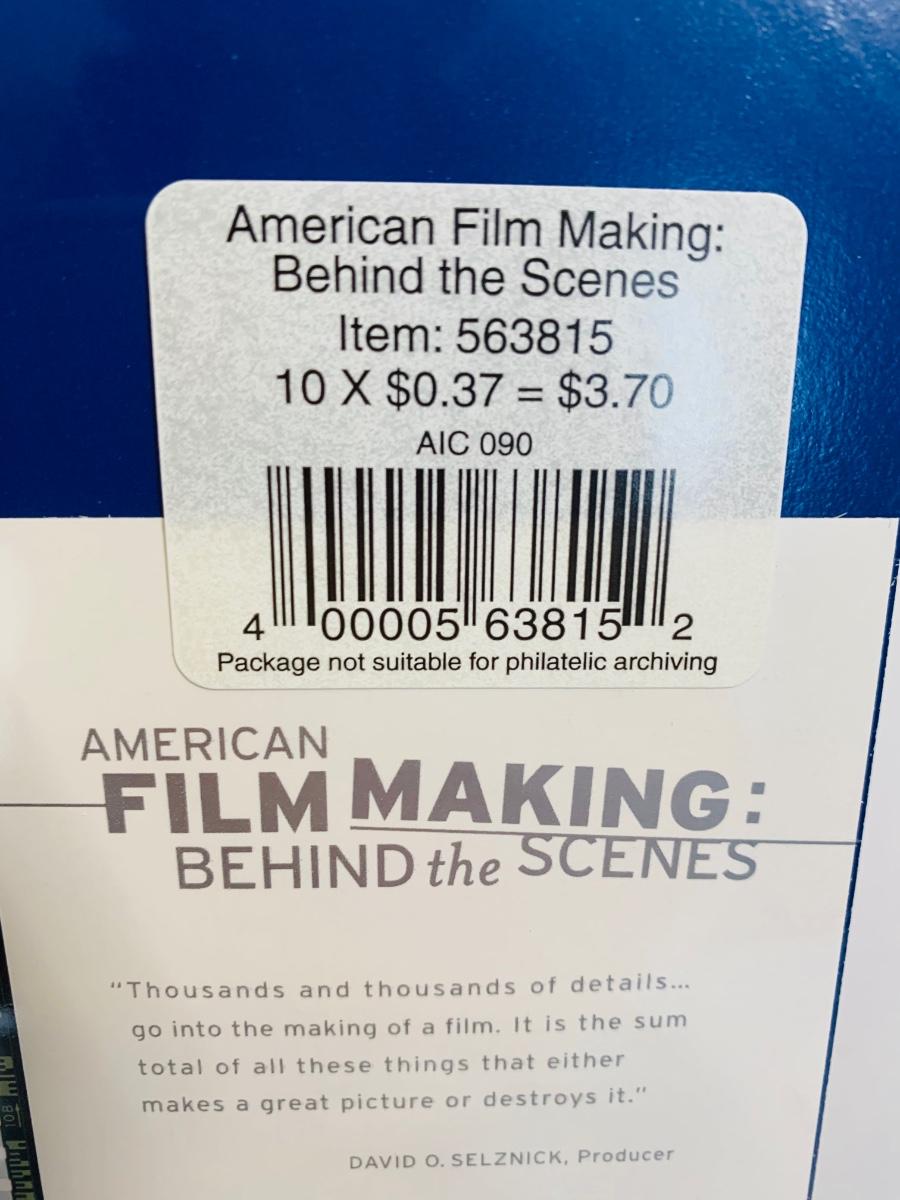 American Film Making:
Behind the Scenes
Item: 563815
10 X $0.37 = $3.70
AIC 090
4 00005 63815 2
Package not suitable for philatelic archiving
AMERICAN
FILM MAKING:
BEHIND the SCENES
“Thousands and thousands of details...
go into the making of a film. It is the sum
total of all these things that either
makes a great picture or destroys it.”
DAVID O. SELZNICK, Producer
10B